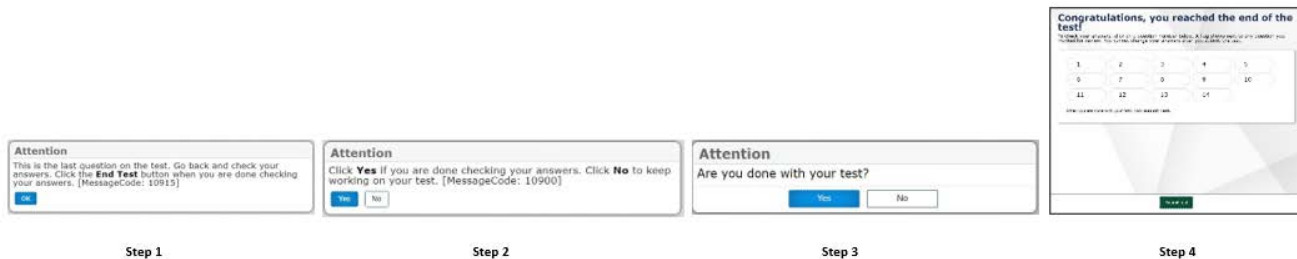 Attention
This is the last question on the test. Go back and check your
answers. Click the End Test button when you are done checking
your answers. [MessageCode: 10915]
OK
Step 1
Attention
Click Yes if you are done checking your answers. Click No to keep
working on your test. [MessageCode: 10900]
Yes No
Step 2
Attention
Are you done with your test?
Yes No
Step 3
Congratulations, you reached the end of the
test!
1 2 3 4 5
6 7 8 9 10
11 12 13 14
Step 4